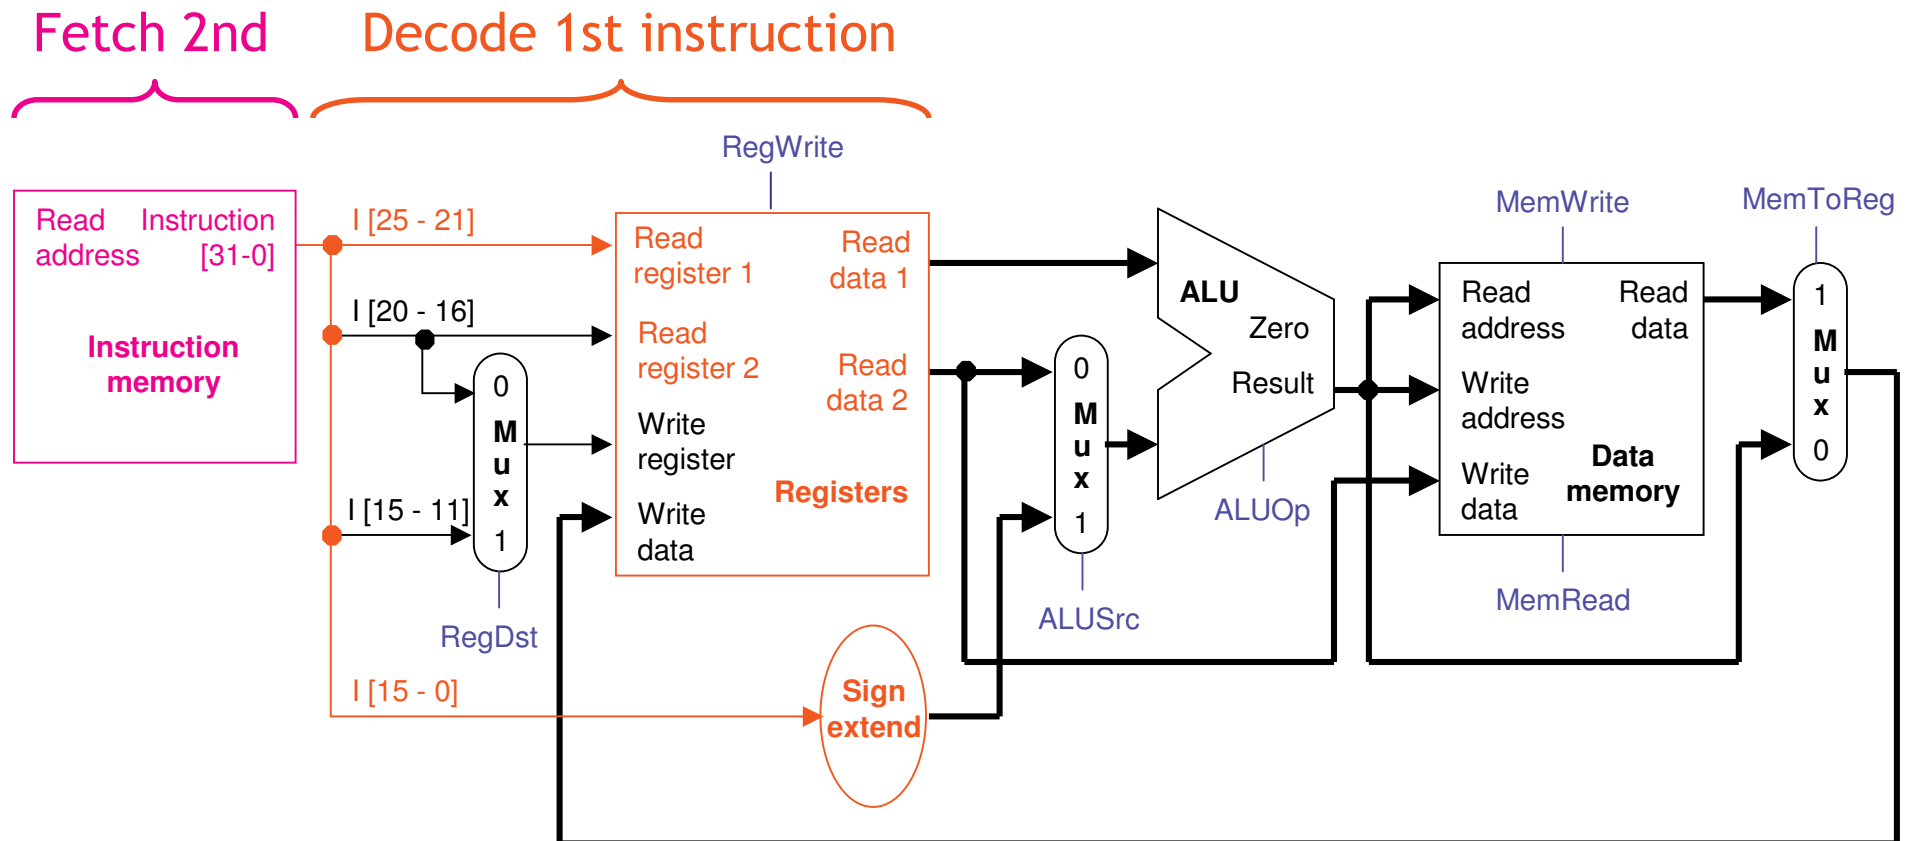 Fetch 2nd
Decode 1st instruction
RegWrite
MemWrite
MemToReg
Read Instruction
address [31-0]
Instruction
memory
I [25 - 21]
I [20 - 16]
I [15 - 11]
I [15 - 0]
0
M
u
x
1
RegDst
Read
register 1
Read
data 1
Read
register 2
Read
data 2
Write
register
Registers
Write
data
Sign
extend
0
M
u
x
1
ALUSrc
ALU
Zero
Result
ALUOp
Read
address
Read
data
Write
address
Data
memory
Write
data
MemRead
1
M
u
x
0